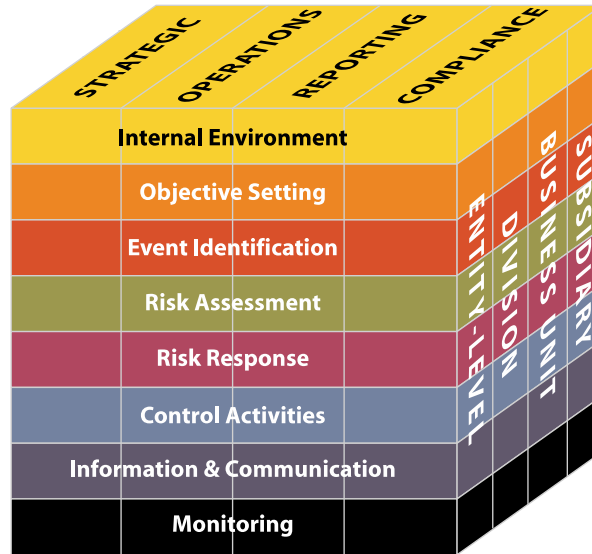 STRATEGIC
OPERATIONS
REPORTING
COMPLIANCE
Internal Environment
Objective Setting
Event Identification
Risk Assessment
Risk Response
Control Activities
Information & Communication
Monitoring
ENTITY-LEVEL
DIVISION
BUSINESS UNIT
SUBSIDIARY